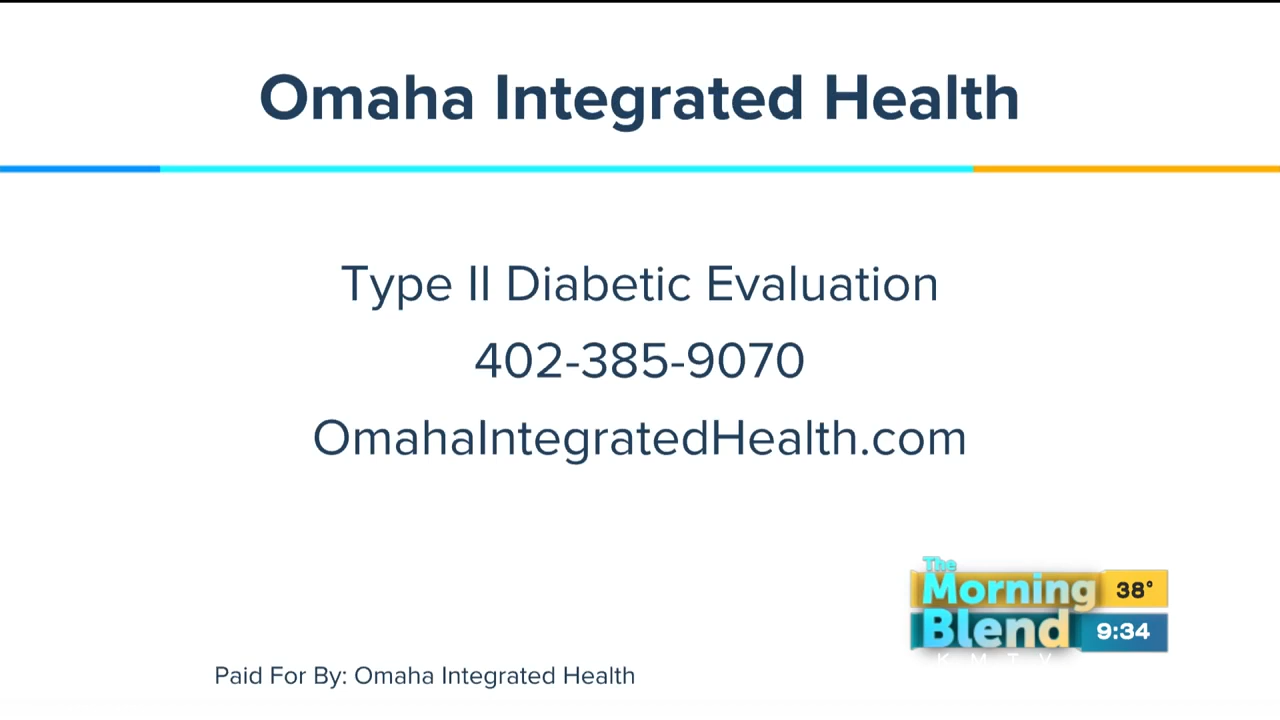 Omaha Integrated Health
Type II Diabetic Evaluation
402-385-9070
OmahaIntegratedHealth.com
The
Morning
38°
Blend
9:34
KMTV
Paid For By: Omaha Integrated Health